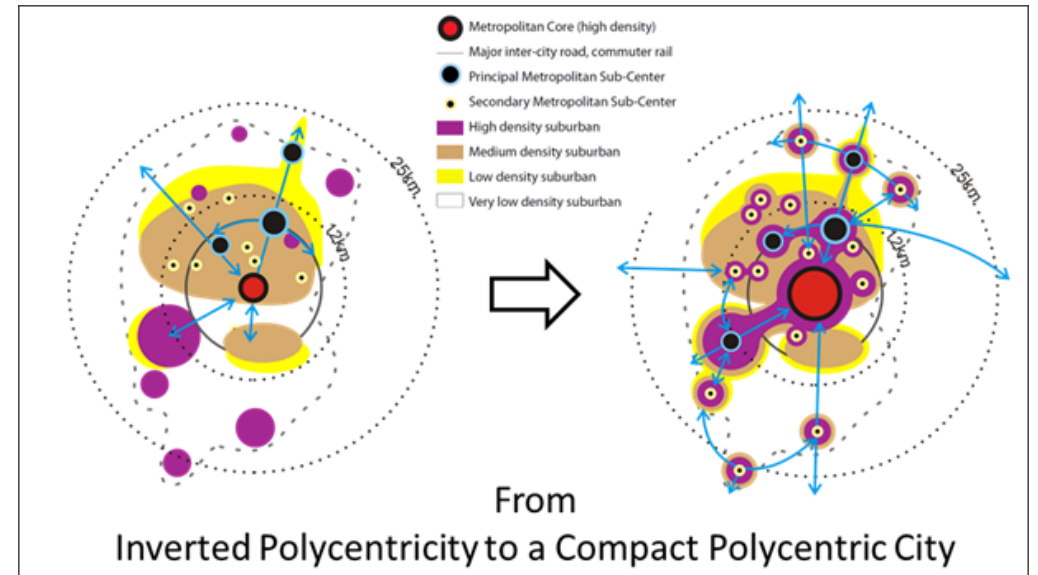 Metropolitan Core (high density)
Major inter-city road, commuter rail
Principal Metropolitan Sub-Center
Secondary Metropolitan Sub-Center
High density suburban
Medium density suburban
Low density suburban
Very low density suburban
25km
12km
25km
12km
From
Inverted Polycentricity to a Compact Polycentric City